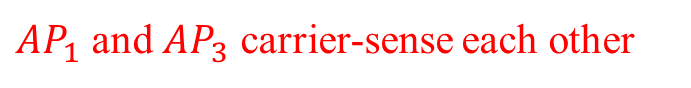 AP₁ and AP₃ carrier-sense each other